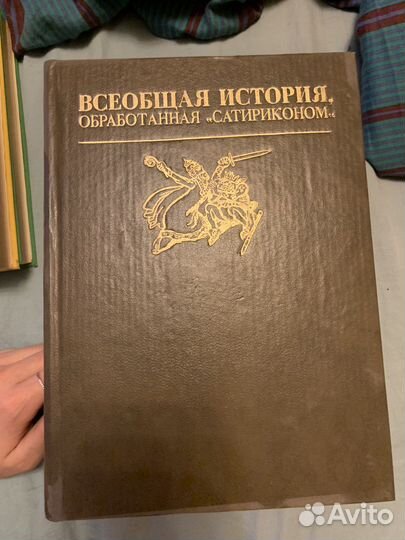 ВСЕОБЩАЯ ИСТОРИЯ,
ОБРАБОТАННАЯ «САТИРИКОНОМ»
Avito